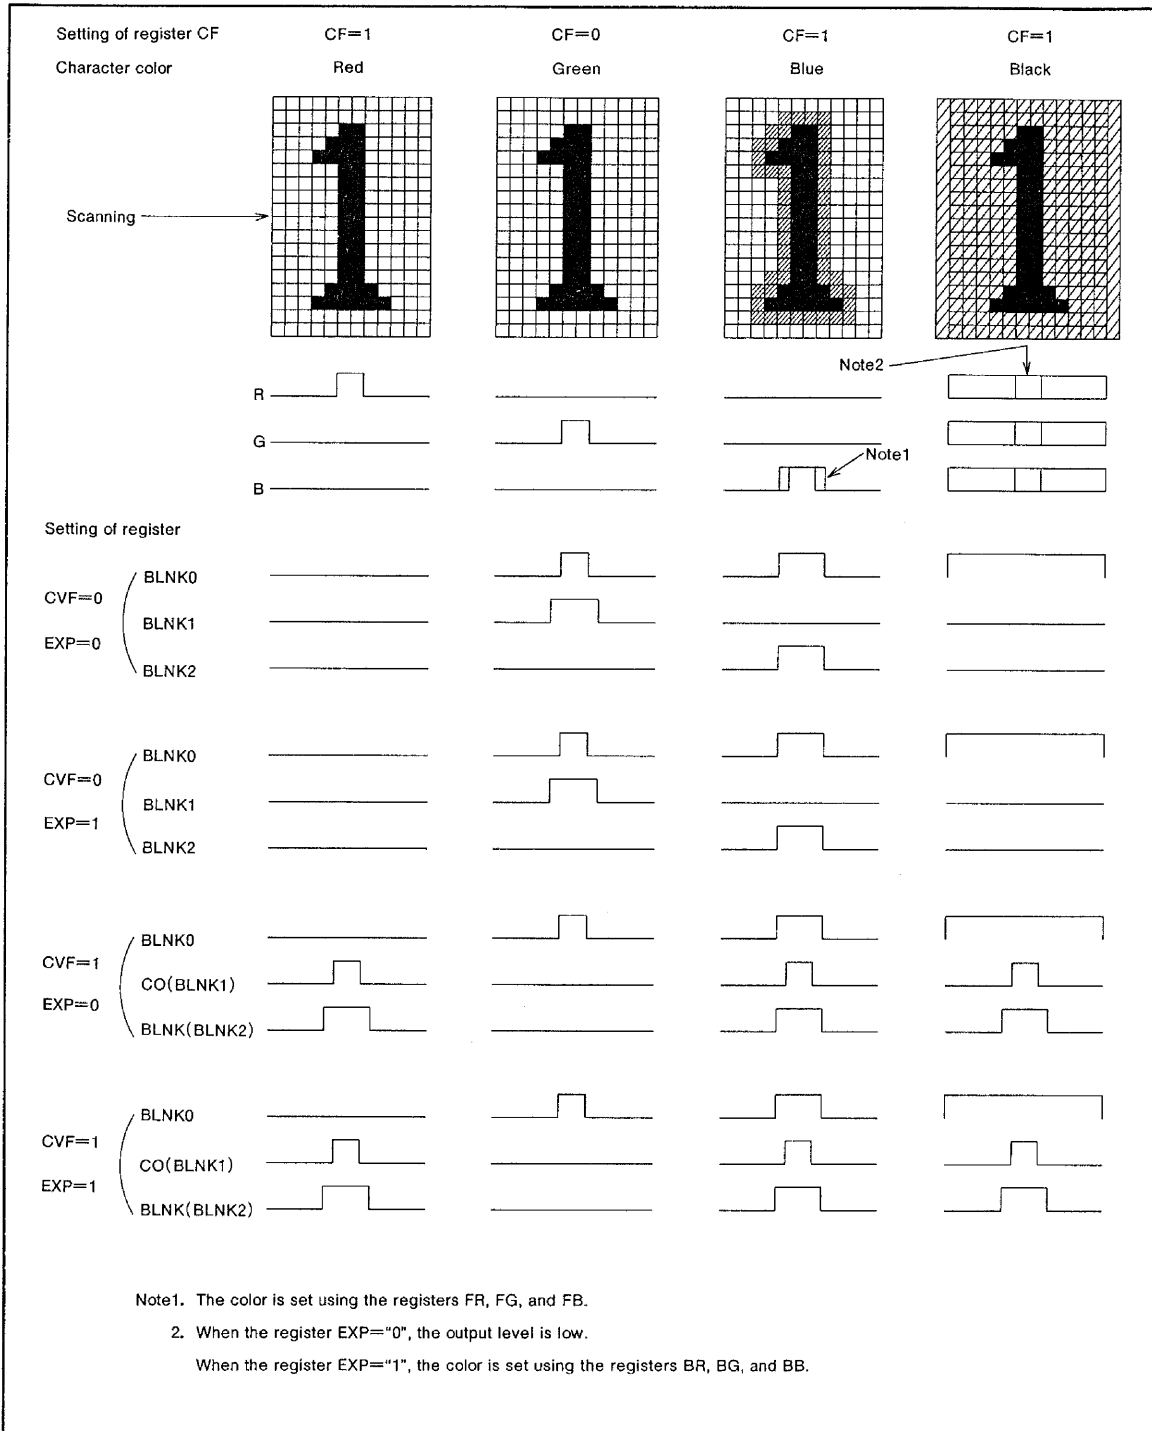 Setting of register CF CF=1 CF=0 CF=1 CF=1
Character color Red Green Blue Black
Scanning
Note2
R
G
Note1
B
Setting of register
BLNK0
CVF=0
BLNK1
EXP=0
BLNK2
BLNK0
CVF=0
BLNK1
EXP=1
BLNK2
BLNK0
CVF=1
CO(BLNK1)
EXP=0
BLNK(BLNK2)
BLNK0
CVF=1
CO(BLNK1)
EXP=1
BLNK(BLNK2)
Note1. The color is set using the registers FR, FG, and FB.
2. When the register EXP=“0”, the output level is low.
When the register EXP=“1”, the color is set using the registers BR, BG, and BB.